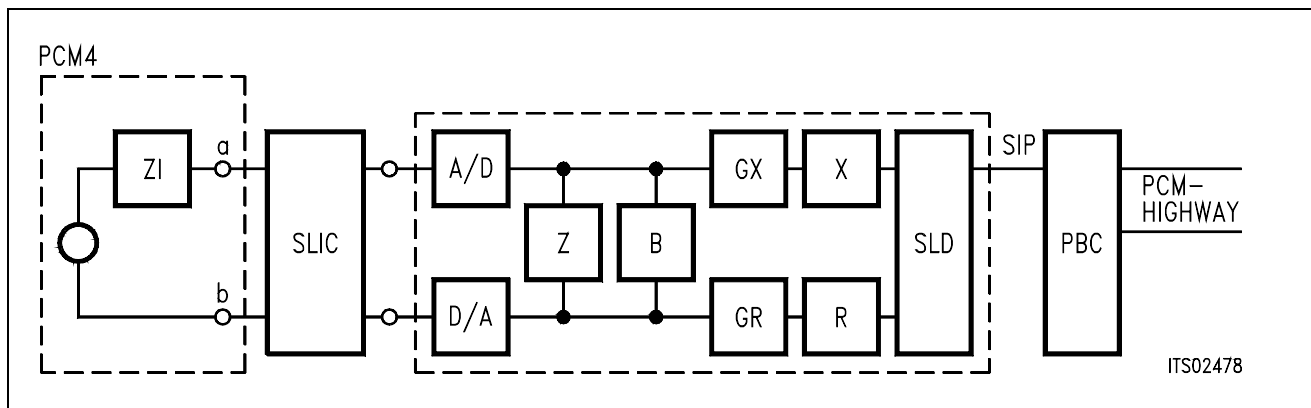 PCM4
ZI
a
b
SLIC
A/D
D/A
Z
B
GX
X
GR
R
SLD
SIP
PBC
PCM-
HIGHWAY
ITS02478